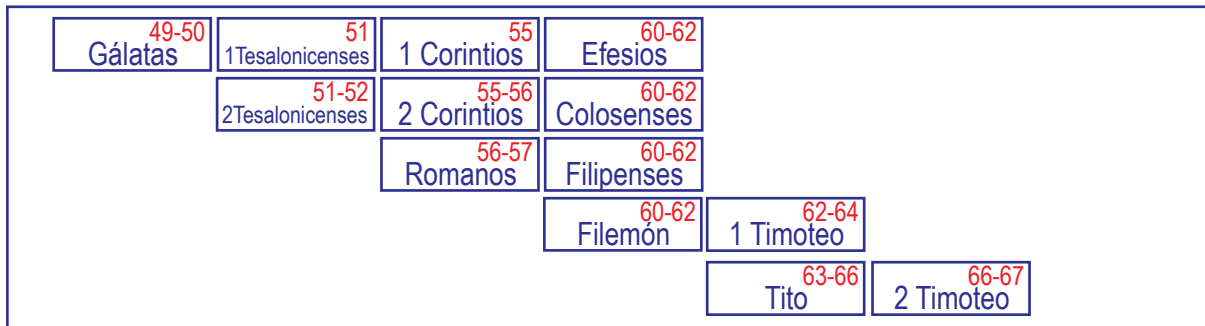 49-50 51 55 60-62
Gálatas 1Tesalonicenses 1 Corintios Efesios
51-52 55-56 60-62
2Tesalonicenses 2 Corintios Colosenses
56-57 60-62
Romanos Filipenses
60-62 62-64
Filemón 1 Timoteo
63-66 66-67
Tito 2 Timoteo